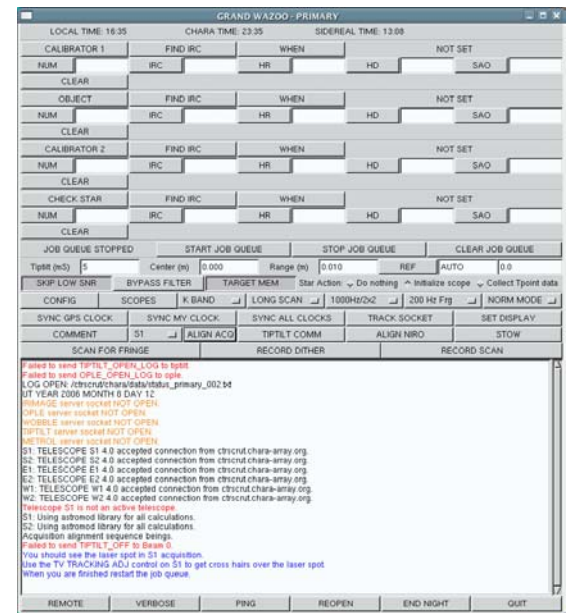 GRAND WAZOO - PRIMARY
LOCAL TIME: 16:35 CHARA TIME: 23:35 SIDEREAL TIME: 13:08
CALIBRATOR 1 FIND IRC WHEN NOT SET
NUM IRC HR HD SAO
CLEAR
OBJECT FIND IRC WHEN NOT SET
NUM IRC HR HD SAO
CLEAR
CALIBRATOR 2 FIND IRC WHEN NOT SET
NUM IRC HR HD SAO
CLEAR
CHECK STAR FIND IRC WHEN NOT SET
NUM IRC HR HD SAO
CLEAR
JOB QUEUE STOPPED START JOB QUEUE STOP JOB QUEUE CLEAR JOB QUEUE
Tiptilt (mS) 5 Center (m) 0.000 Range (m) 0.010 REF AUTO 0.0
SKIP LOW SNR BYPASS FILTER TARGET MEM Star Action: Do nothing Initialize scope Collect Tpoint data
CONFIG SCOPES K BAND LONG SCAN 1000Hz/2x2 200 Hz Frg NORM MODE
SYNC GPS CLOCK SYNC MV CLOCK SYNC ALL CLOCKS TRACK SOCKET SET DISPLAY
COMMENT S1 ALIGN ACQ TIPTILT COMM ALIGN NIRO STOW
SCAN FOR FRINGE RECORD DITHER RECORD SCAN
Failed to send TIPTILT_OPEN_LOG to tiptilt.
Failed to send OPLE_OPEN_LOG to ople.
LOG OPEN: /ctrscrut/chara/data/status_primary_002.txt
UT YEAR 2006 MONTH 8 DAY 12
IRIMAGE server socket NOT OPEN.
OPLE server socket NOT OPEN.
WOBBLE server socket NOT OPEN.
TIPTILT server socket NOT OPEN.
METROL server socket NOT OPEN.
S1: TELESCOPE S1 4.0 accepted connection from ctrscrut.chara-array.org.
S2: TELESCOPE S2 4.0 accepted connection from ctrscrut.chara-array.org.
E1: TELESCOPE E1 4.0 accepted connection from ctrscrut.chara-array.org.
E2: TELESCOPE E2 4.0 accepted connection from ctrscrut.chara-array.org.
W1: TELESCOPE W1 4.0 accepted connection from ctrscrut.chara-array.org.
W2: TELESCOPE W2 4.0 accepted connection from ctrscrut.chara-array.org.
Telescope S1 is not an active telescope.
S1: Using astromod library for all calculations.
S2: Using astromod library for all calculations.
Acquisition alignment sequence beings.
Failed to send TIPTILT_OFF to Beam 0.
You should see the laser spot in S1 acquisition.
Use the TV TRACKING ADJ control on S1 to get cross hairs over the laser spot.
When you are finished restart the job queue.
REMOTE VERBOSE PING REOPEN END NIGHT QUIT